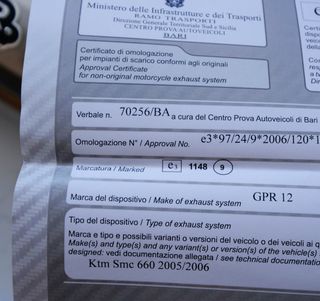 Ministero delle Infrastrutture e dei Trasporti
RAMO TRASPORTI
Direzione Generale Territoriale Sud e Sicilia
CENTRO PROVA AUTOVEICOLI
BARI
Certificato di omologazione
per impianti di scarico conformi agli originali
Approval Certificate
for non-original motorcycle exhaust system
Verbale n. 70256/BA a cura del Centro Prova Autoveicoli di Bari
Omologazione N° / Approval No. e3*97/24/9*2006/120*1
Marcatura / Marked e3 1148 9
Marca del dispositivo / Make of exhaust system GPR 12
Tipo del dispositivo / Type of exhaust system
Marca e tipo e possibili varianti o versioni del veicolo o dei veicoli ai q
Make(s) and type(s) and any variant(s) or version(s) of the vehicle(s)
designed: vedi documentazione allegata / see technical documentatio
Ktm Smc 660 2005/2006